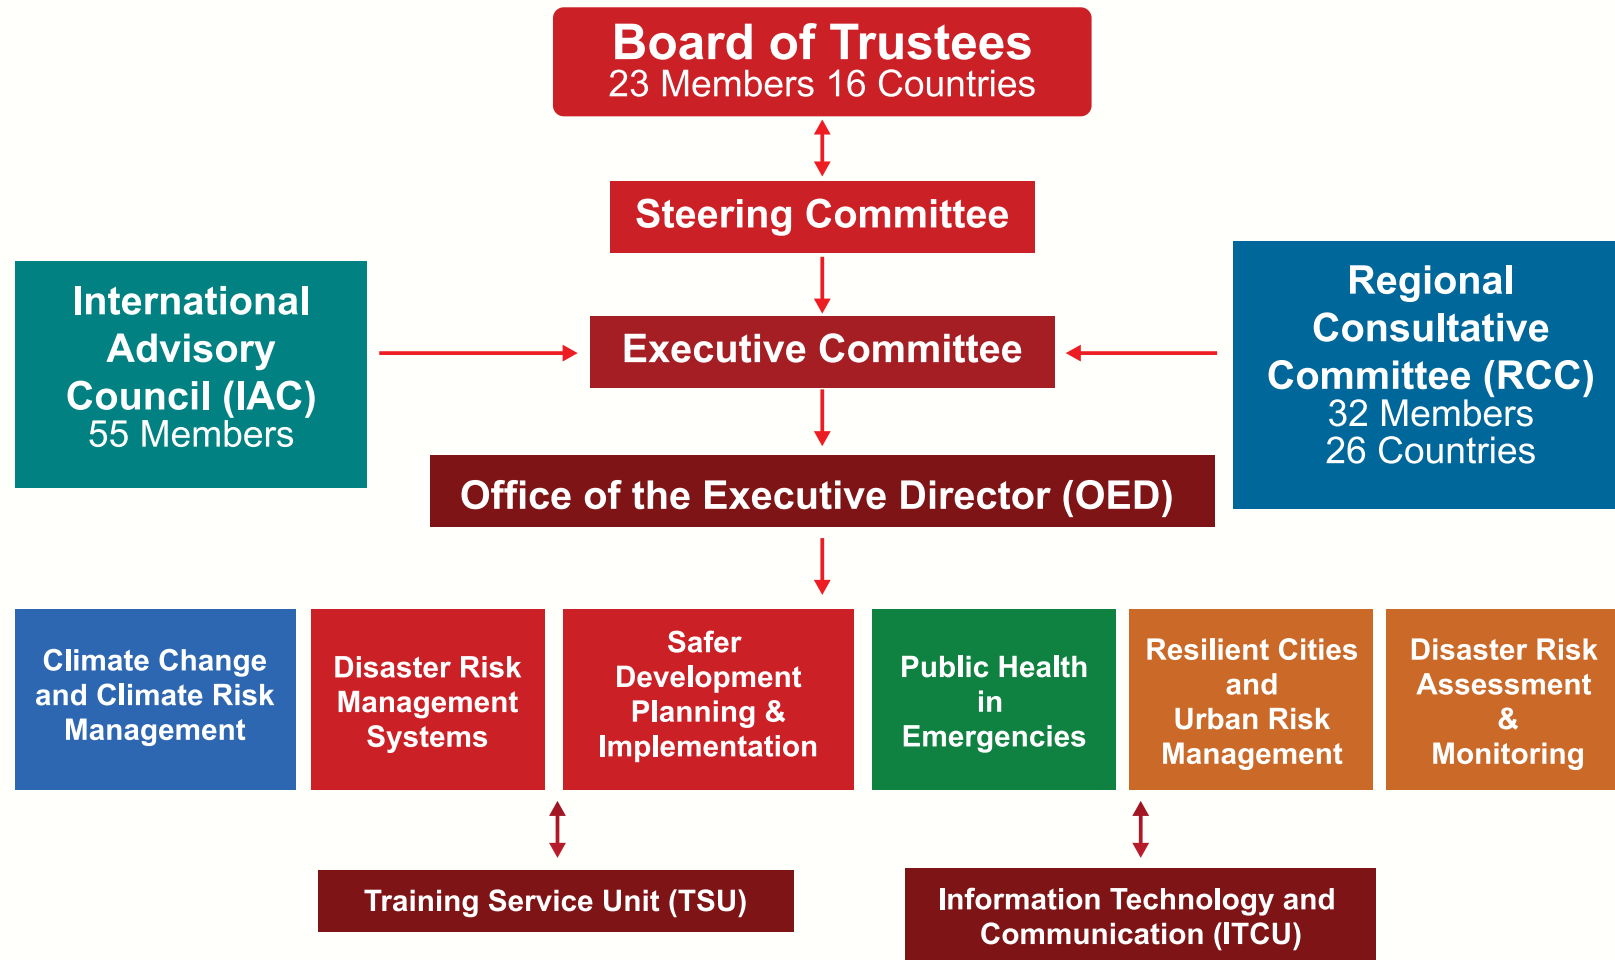 Board of Trustees
23 Members 16 Countries
Steering Committee
International
Advisory
Council (IAC)
55 Members
Executive Committee
Regional
Consultative
Committee (RCC)
32 Members
26 Countries
Office of the Executive Director (OED)
Climate Change
and Climate Risk
Management
Disaster Risk
Management
Systems
Safer
Development
Planning &
Implementation
Public Health
in
Emergencies
Resilient Cities
and
Urban Risk
Management
Disaster Risk
Assessment
&
Monitoring
Training Service Unit (TSU)
Information Technology and
Communication (ITCU)